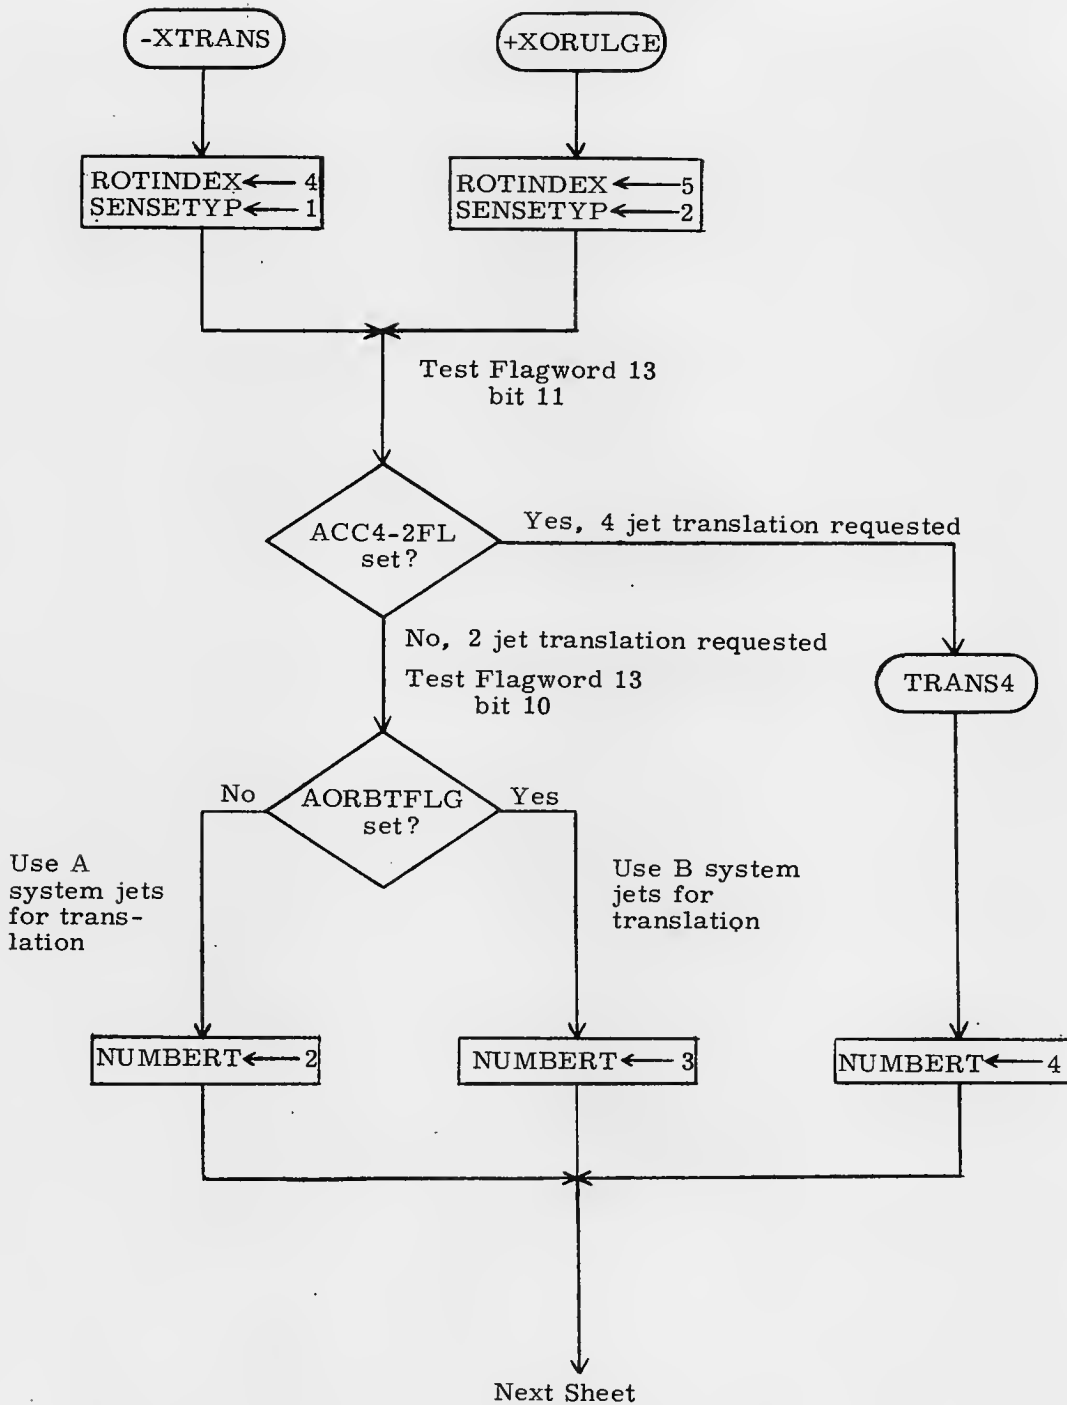 -XTRANS
+XORULGE
ROTINDEX ← 4
SENSETYP ← 1
ROTINDEX ← 5
SENSETYP ← 2
Test Flagword 13
bit 11
ACC4-2FL
set?
Yes, 4 jet translation requested
No, 2 jet translation requested
Test Flagword 13
bit 10
TRANS4
No
AORBTFLG
set?
Yes
Use A
system jets
for trans-
lation
Use B system
jets for
translation
NUMBERT ← 2
NUMBERT ← 3
NUMBERT ← 4
Next Sheet